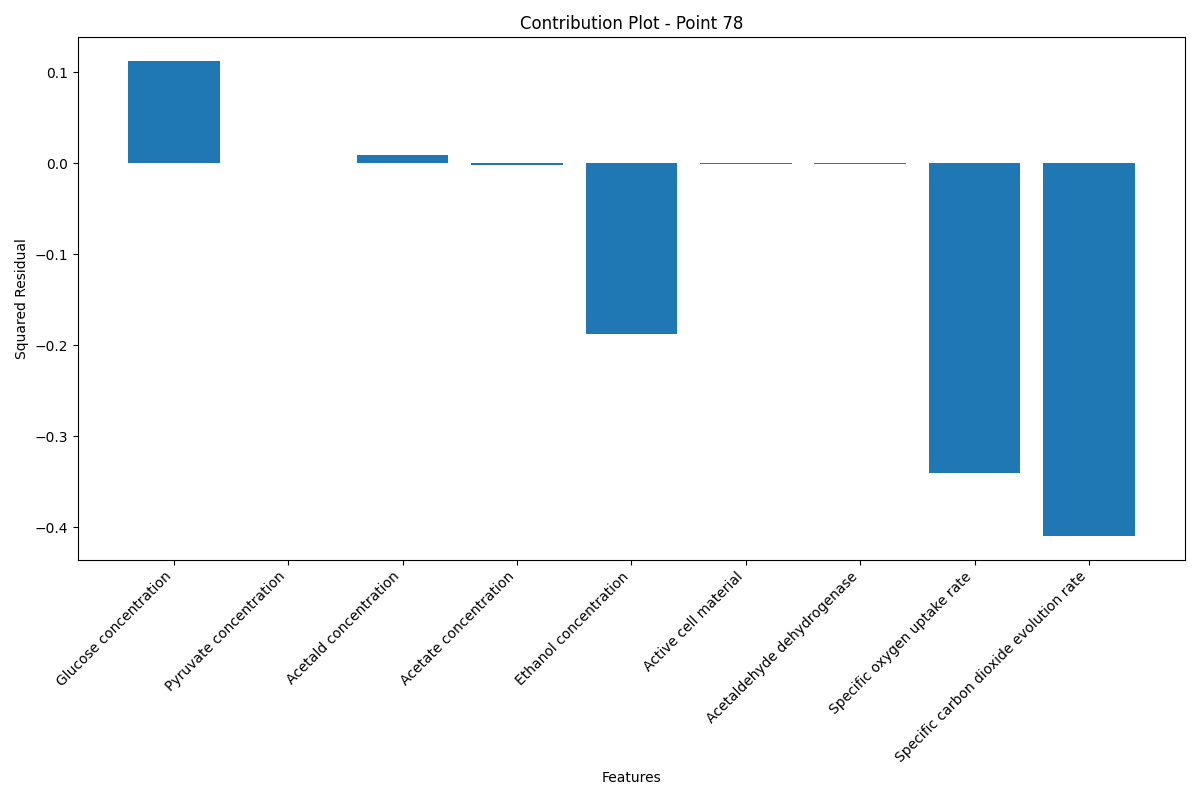 Contribution Plot - Point 78
Squared Residual
0.1
0.0
−0.1
−0.2
−0.3
−0.4
Glucose concentration
Pyruvate concentration
Acetald concentration
Acetate concentration
Ethanol concentration
Active cell material
Acetaldehyde dehydrogenase
Specific oxygen uptake rate
Specific carbon dioxide evolution rate
Features